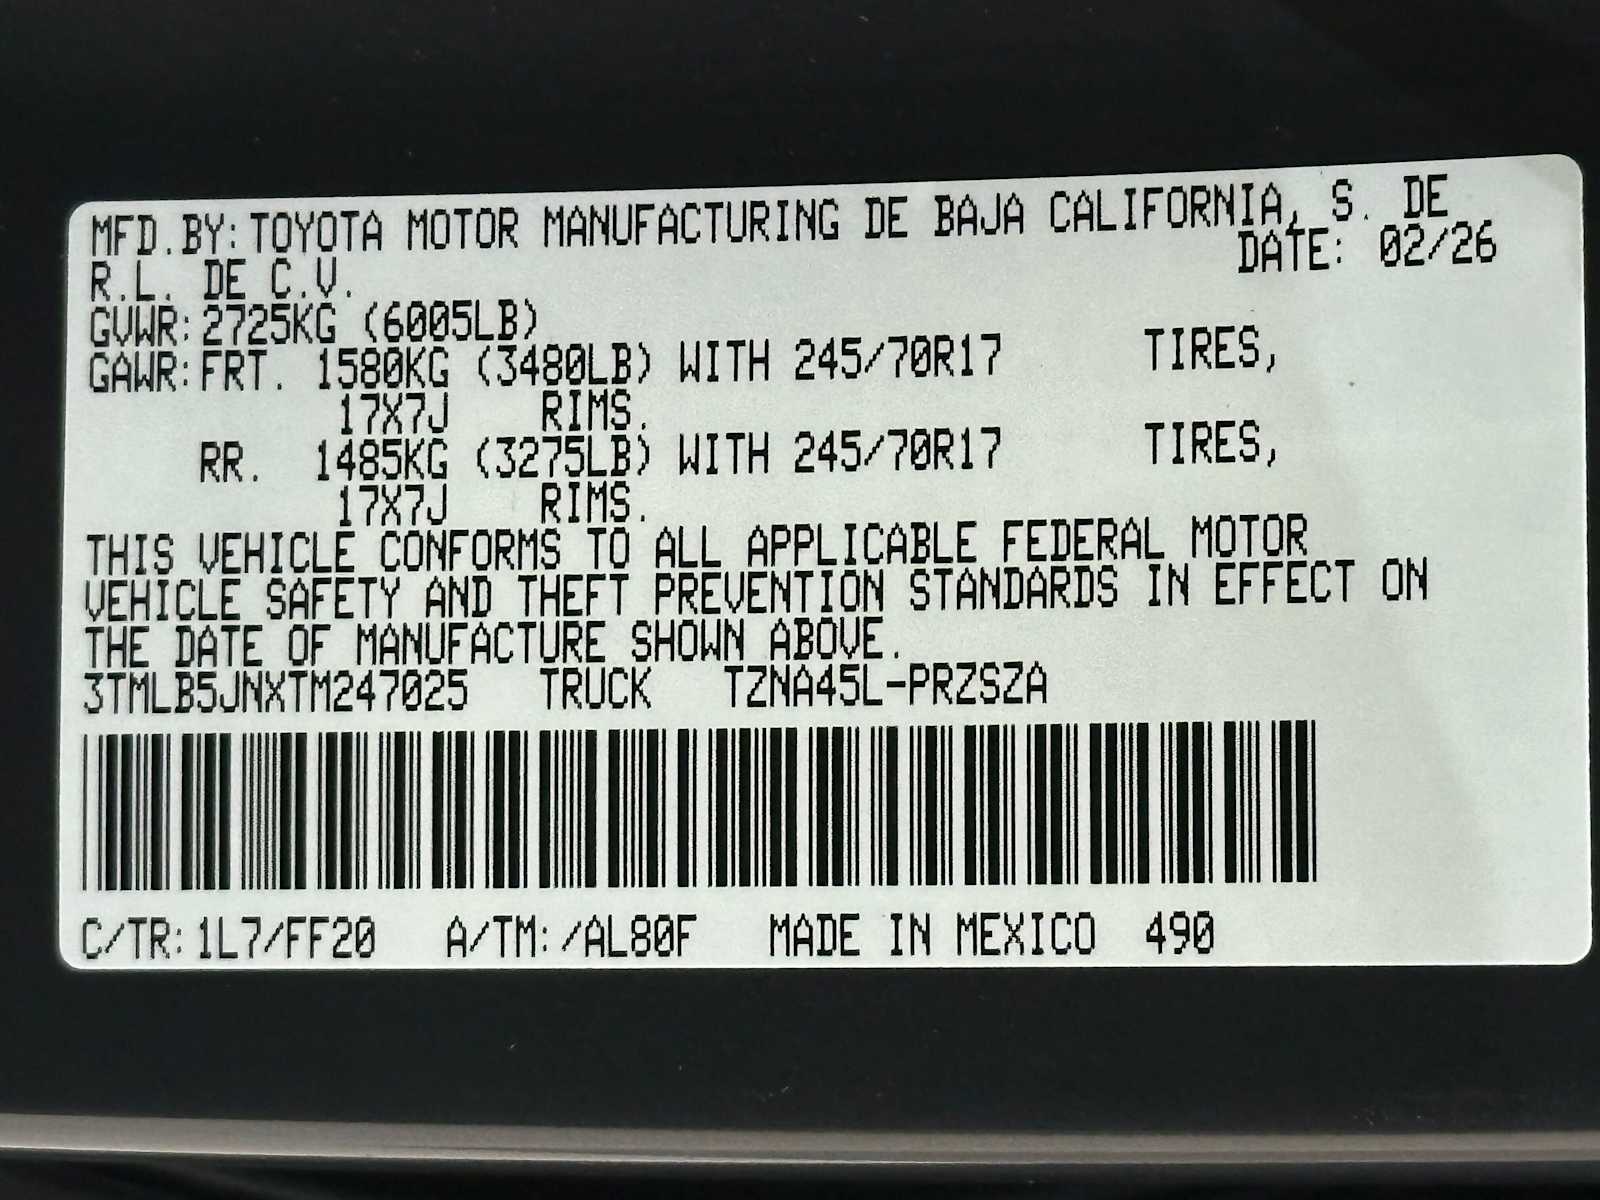 MFD.BY:TOYOTA MOTOR MANUFACTURING DE BAJA CALIFORNIA, S. DE
R.L. DE C.V. DATE: 02/26
GVWR:2725KG (6005LB)
GAWR:FRT. 1580KG (3480LB) WITH 245/70R17 TIRES,
17X7J RIMS.
RR. 1485KG (3275LB) WITH 245/70R17 TIRES,
17X7J RIMS.
THIS VEHICLE CONFORMS TO ALL APPLICABLE FEDERAL MOTOR
VEHICLE SAFETY AND THEFT PREVENTION STANDARDS IN EFFECT ON
THE DATE OF MANUFACTURE SHOWN ABOVE.
3TMLB5JNXTM247025 TRUCK TZNA45L-PRZSZA
C/TR:1L7/FF20 A/TM:/AL80F MADE IN MEXICO 490